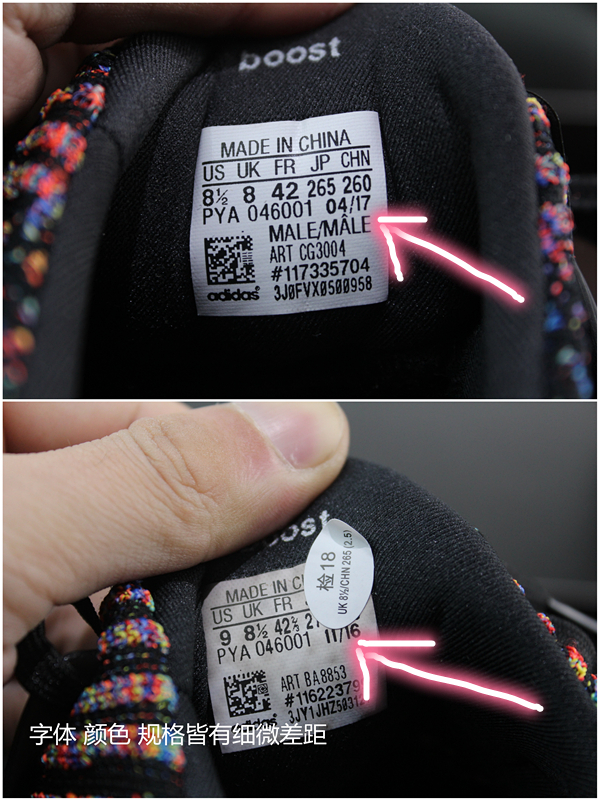 boost
MADE IN CHINA
US UK FR JP CHN
8½ 8 42 265 260
PYA 046001 04/17
MALE/MÂLE
ART CG3004
#117335704
adidas 3J0FVX0500958
boost
检18
UK 8½/CHN 265 (2.5)
MADE IN
US UK FR
9 8½ 42⅔
PYA 046001 11/16
ART BA8853
#11622379
adidas 3JY1JHZ50312
字体 颜色 规格皆有细微差距